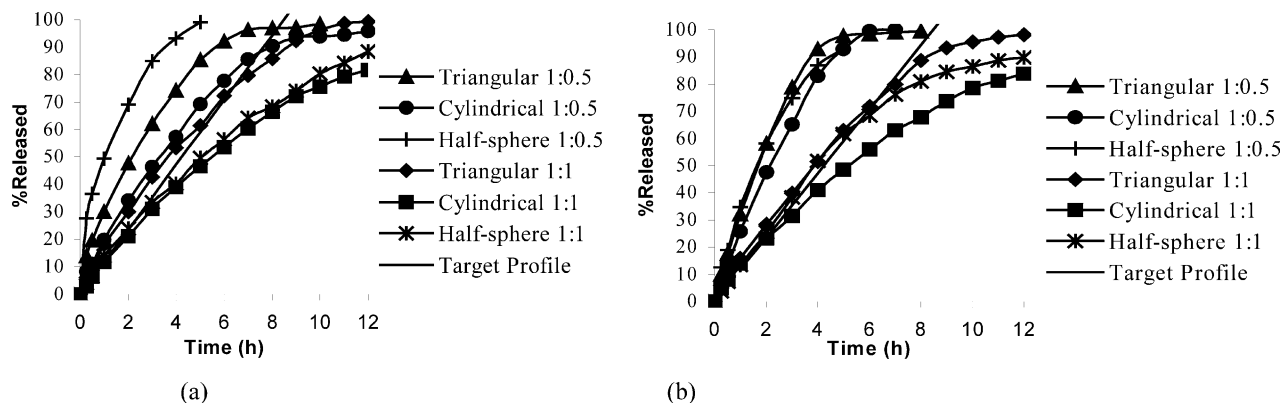 100
90
80
70
60
50
40
30
20
10
0
%Released
0 2 4 6 8 10 12
Time (h)
Triangular 1:0.5
Cylindrical 1:0.5
Half-sphere 1:0.5
Triangular 1:1
Cylindrical 1:1
Half-sphere 1:1
Target Profile
(a)
100
90
80
70
60
50
40
30
20
10
0
%Released
0 2 4 6 8 10 12
Time (h)
Triangular 1:0.5
Cylindrical 1:0.5
Half-sphere 1:0.5
Triangular 1:1
Cylindrical 1:1
Half-sphere 1:1
Target Profile
(b)